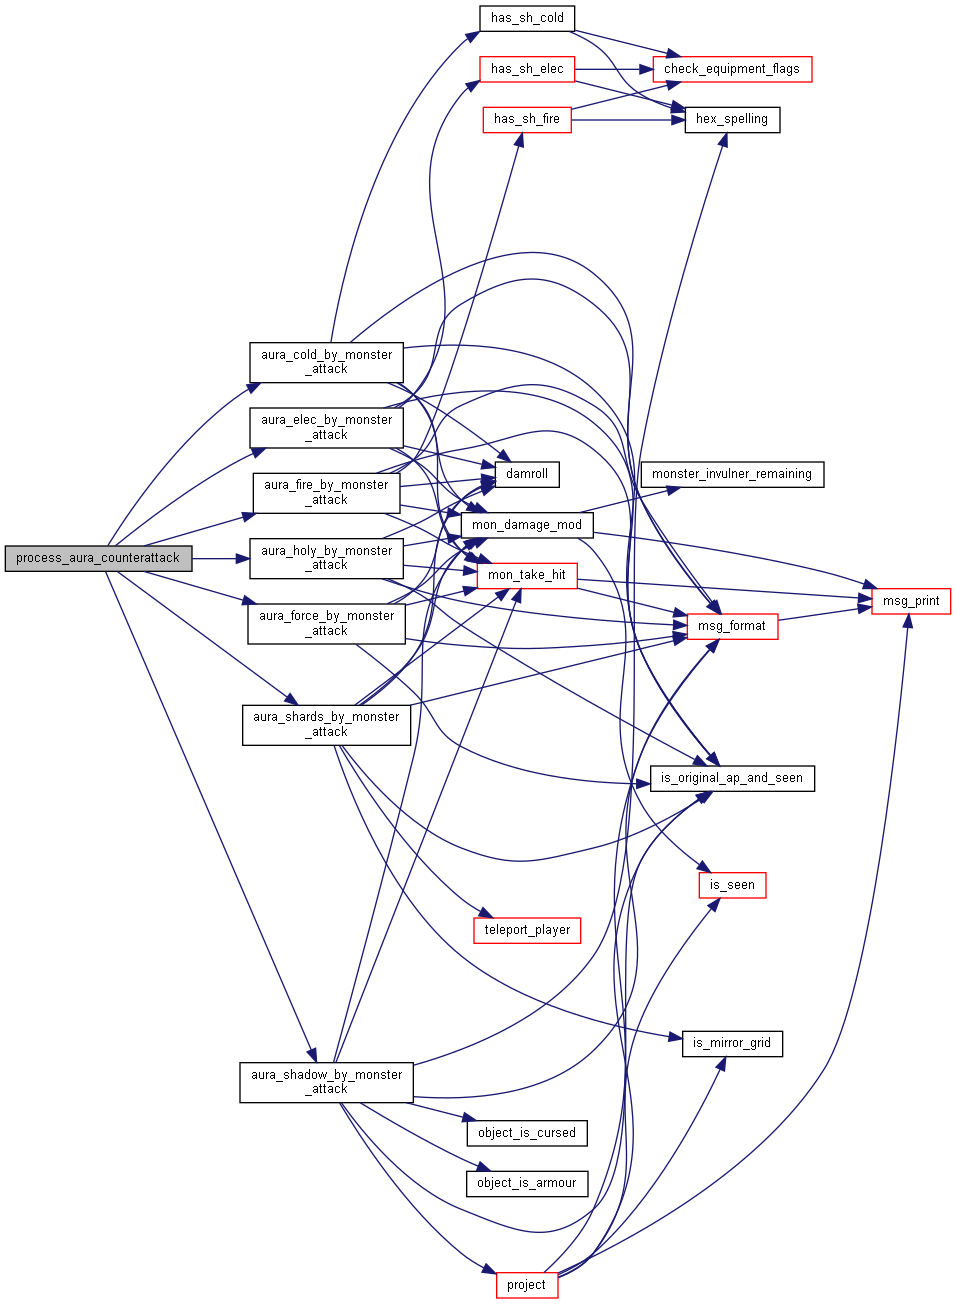 has_sh_cold
has_sh_elec
check_equipment_flags
has_sh_fire
hex_spelling
aura_cold_by_monster
_attack
aura_elec_by_monster
_attack
damroll
monster_invulner_remaining
aura_fire_by_monster
_attack
mon_damage_mod
process_aura_counterattack
aura_holy_by_monster
_attack
mon_take_hit
msg_print
aura_force_by_monster
_attack
msg_format
aura_shards_by_monster
_attack
is_original_ap_and_seen
is_seen
teleport_player
is_mirror_grid
aura_shadow_by_monster
_attack
object_is_cursed
object_is_armour
project